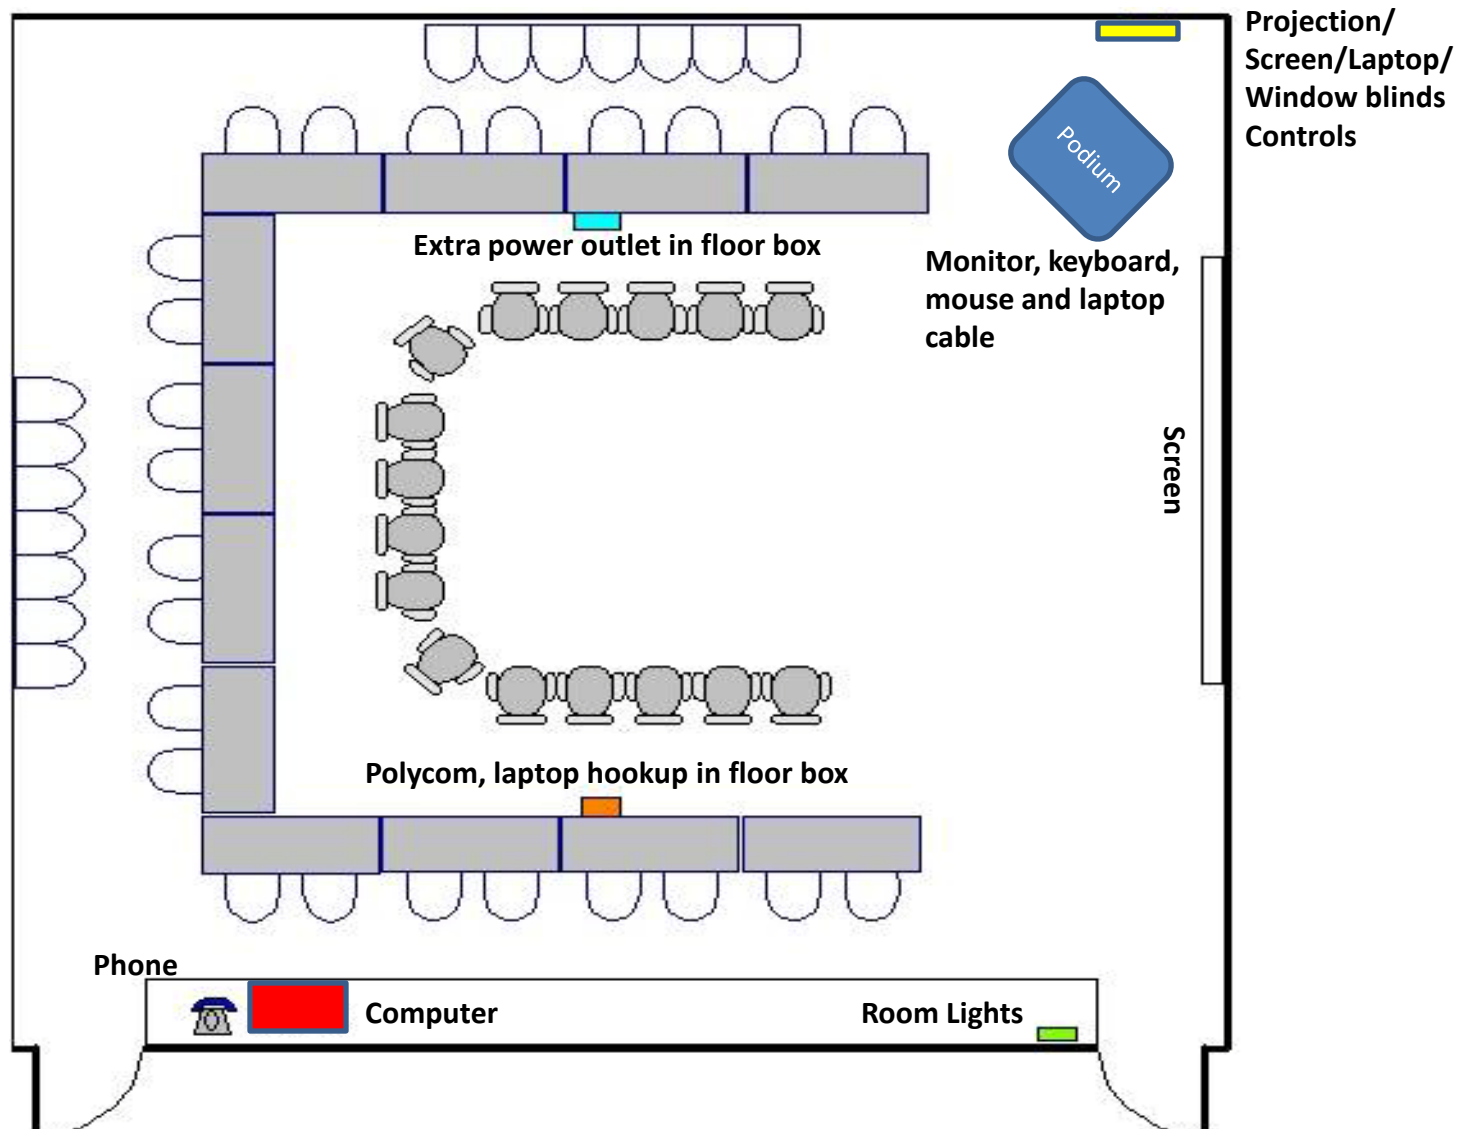 Projection/
Screen/Laptop/
Window blinds
Controls
Podium
Extra power outlet in floor box
Monitor, keyboard,
mouse and laptop
cable
Screen
Polycom, laptop hookup in floor box
Phone
Computer
Room Lights